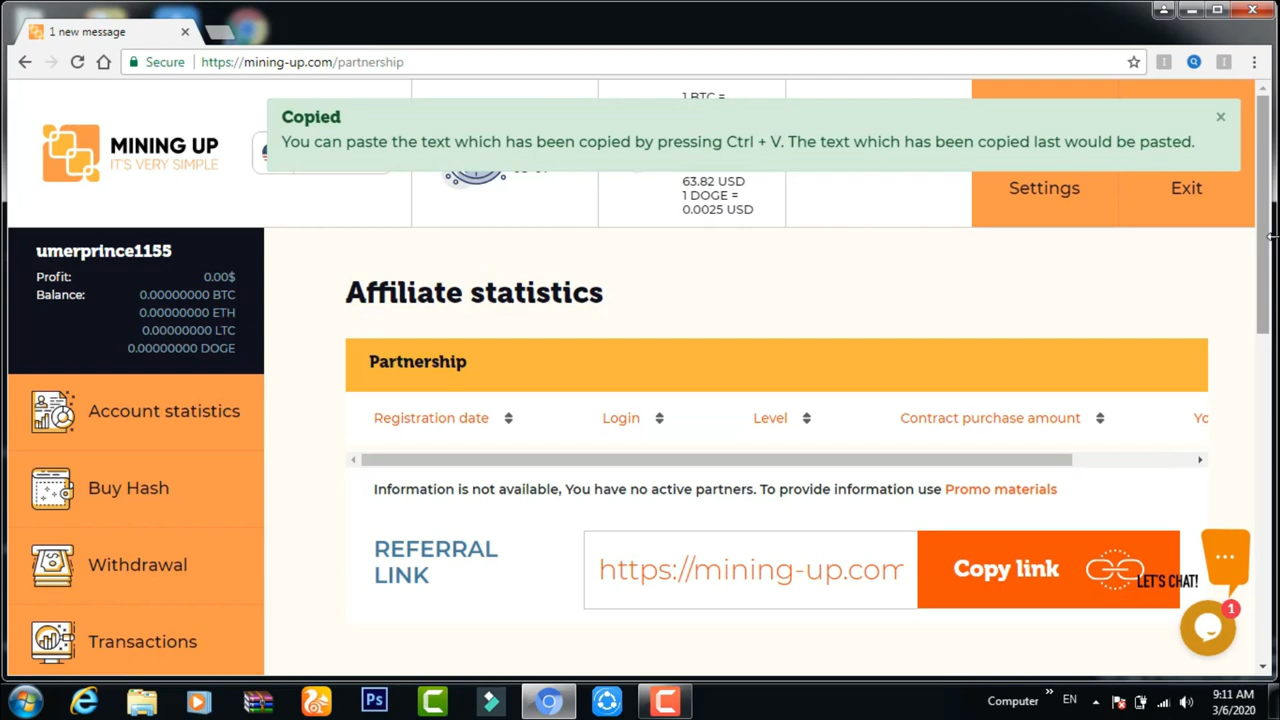 1 new message
Secure
https://mining-up.com/partnership
MINING UP
IT'S VERY SIMPLE
1 BTC =
Copied
You can paste the text which has been copied by pressing Ctrl + V. The text which has been copied last would be pasted.
63.82 USD
1 DOGE =
0.0025 USD
Settings
Exit
umerprince1155
Profit: 0.00$
Balance: 0.00000000 BTC
0.00000000 ETH
0.00000000 LTC
0.00000000 DOGE
Account statistics
Buy Hash
Withdrawal
Transactions
Affiliate statistics
Partnership
Registration date Login Level Contract purchase amount Yo
Information is not available, You have no active partners. To provide information use Promo materials
REFERRAL
LINK
https://mining-up.com
Copy link
LET'S CHAT!
1
Ps
Computer
EN
9:11 AM
3/6/2020